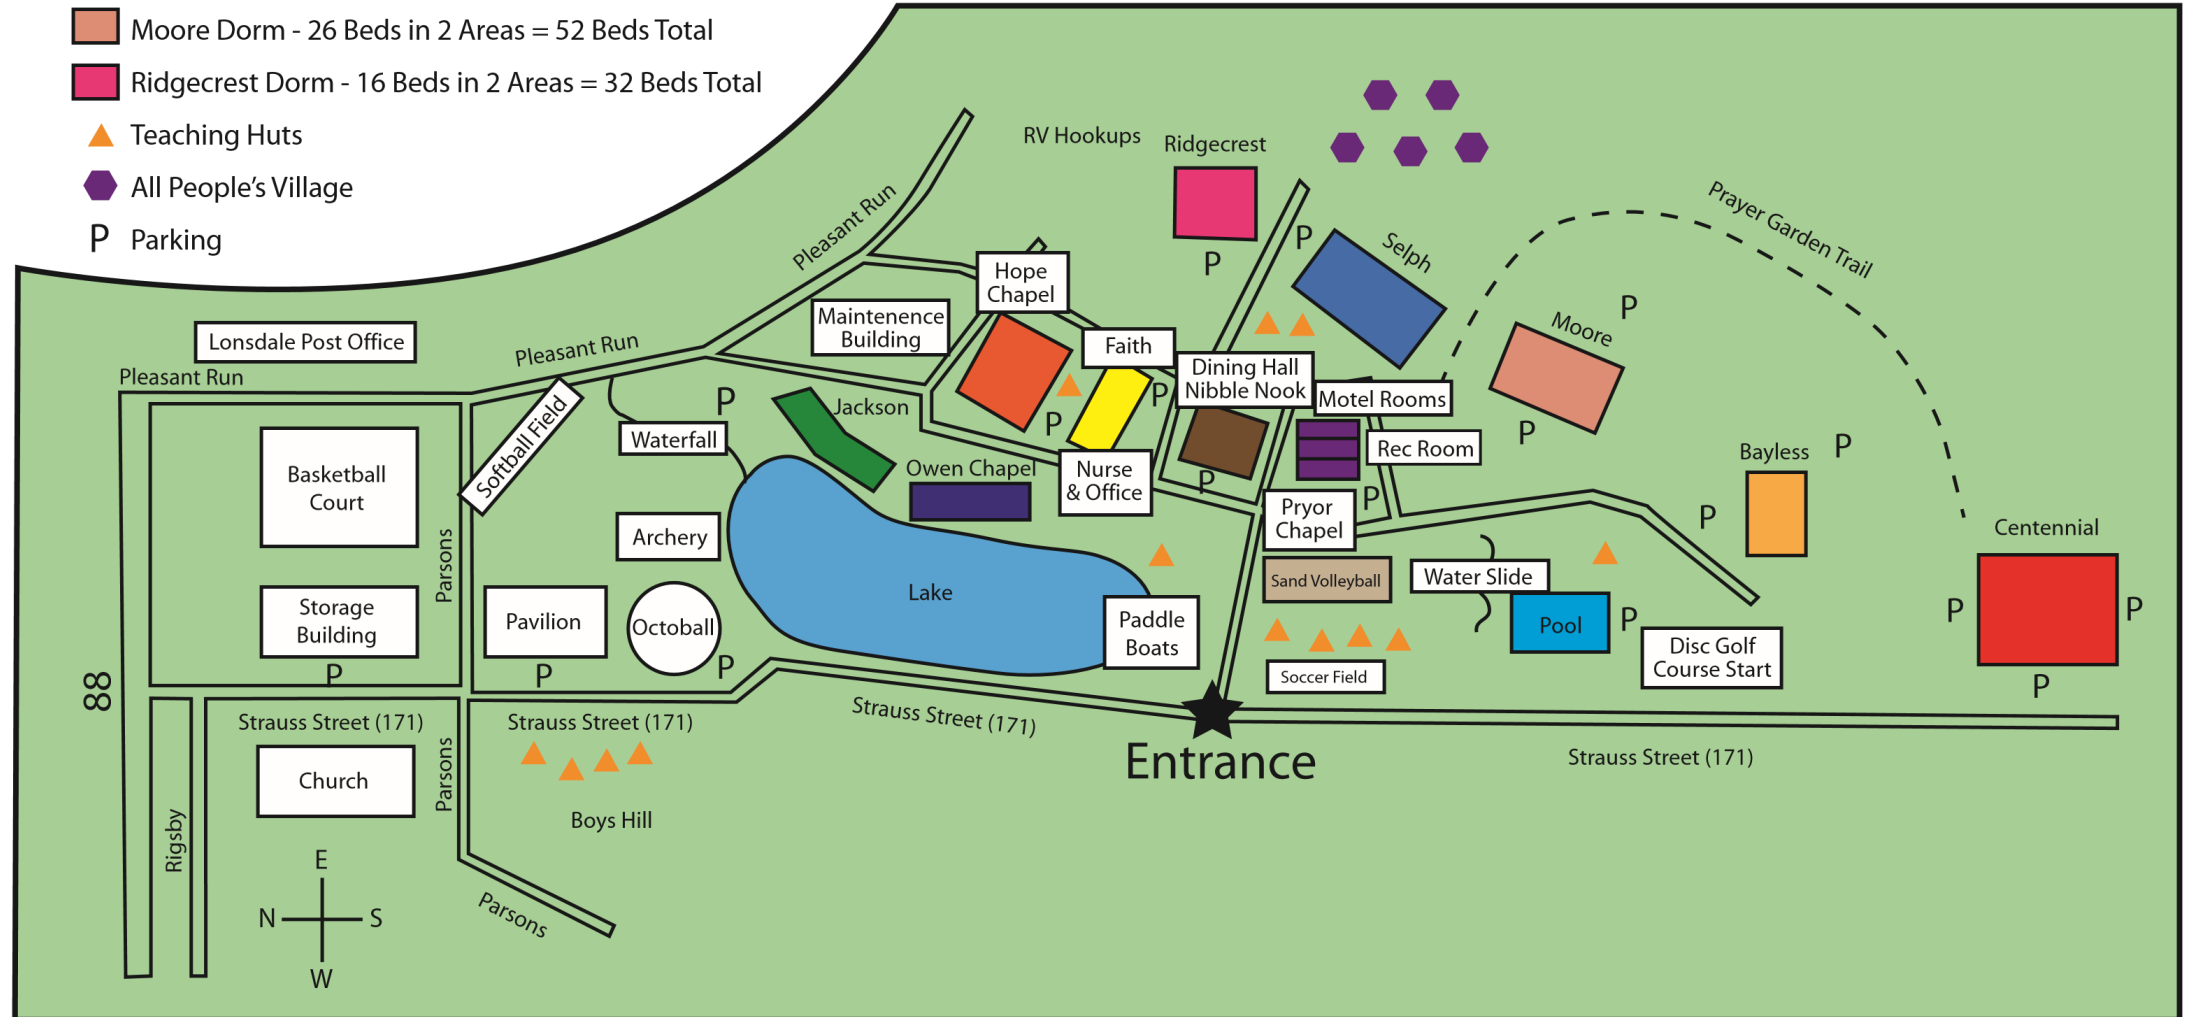 Moore Dorm - 26 Beds in 2 Areas = 52 Beds Total
Ridgecrest Dorm - 16 Beds in 2 Areas = 32 Beds Total
Teaching Huts
All People's Village
P Parking
RV Hookups
Ridgecrest
P
P
Pleasant Run
Selph
Prayer Garden Trail
Hope
Chapel
Maintenence
Building
Faith
Dining Hall
Nibble Nook
Motel Rooms
Moore
P
P
Lonsdale Post Office
Pleasant Run
Pleasant Run
P
Jackson
P
P
Rec Room
Softball Field
Waterfall
Basketball
Court
Owen Chapel
Nurse
& Office
P
P
Pryor
Chapel
Bayless
P
P
Centennial
Parsons
Archery
Lake
Sand Volleyball
Water Slide
Storage
Building
P
Pavilion
P
Octoball
P
Paddle
Boats
Pool
P
Disc Golf
Course Start
P
P
P
Soccer Field
88
Strauss Street (171)
Strauss Street (171)
Strauss Street (171)
Entrance
Strauss Street (171)
Church
Parsons
Boys Hill
Rigsby
Parsons
E
N
S
W